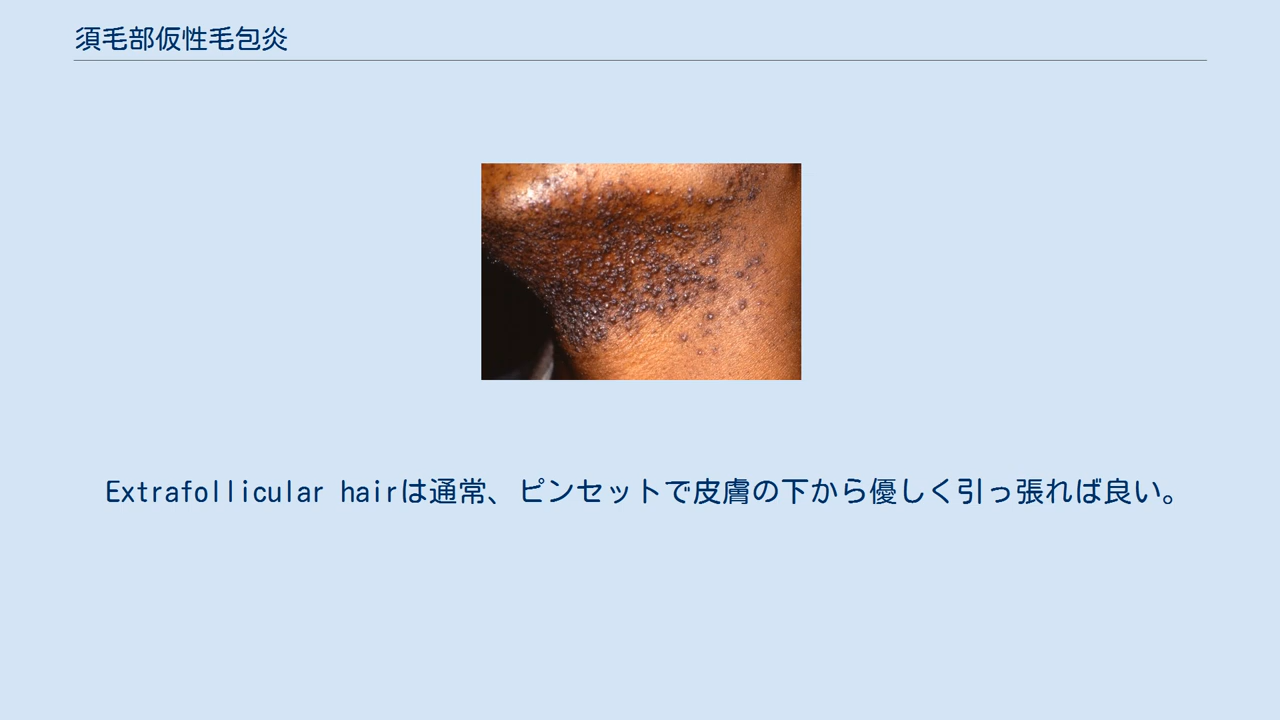 須毛部仮性毛包炎
Extrafollicular hairは通常、ピンセットで皮膚の下から優しく引っ張れば良い。